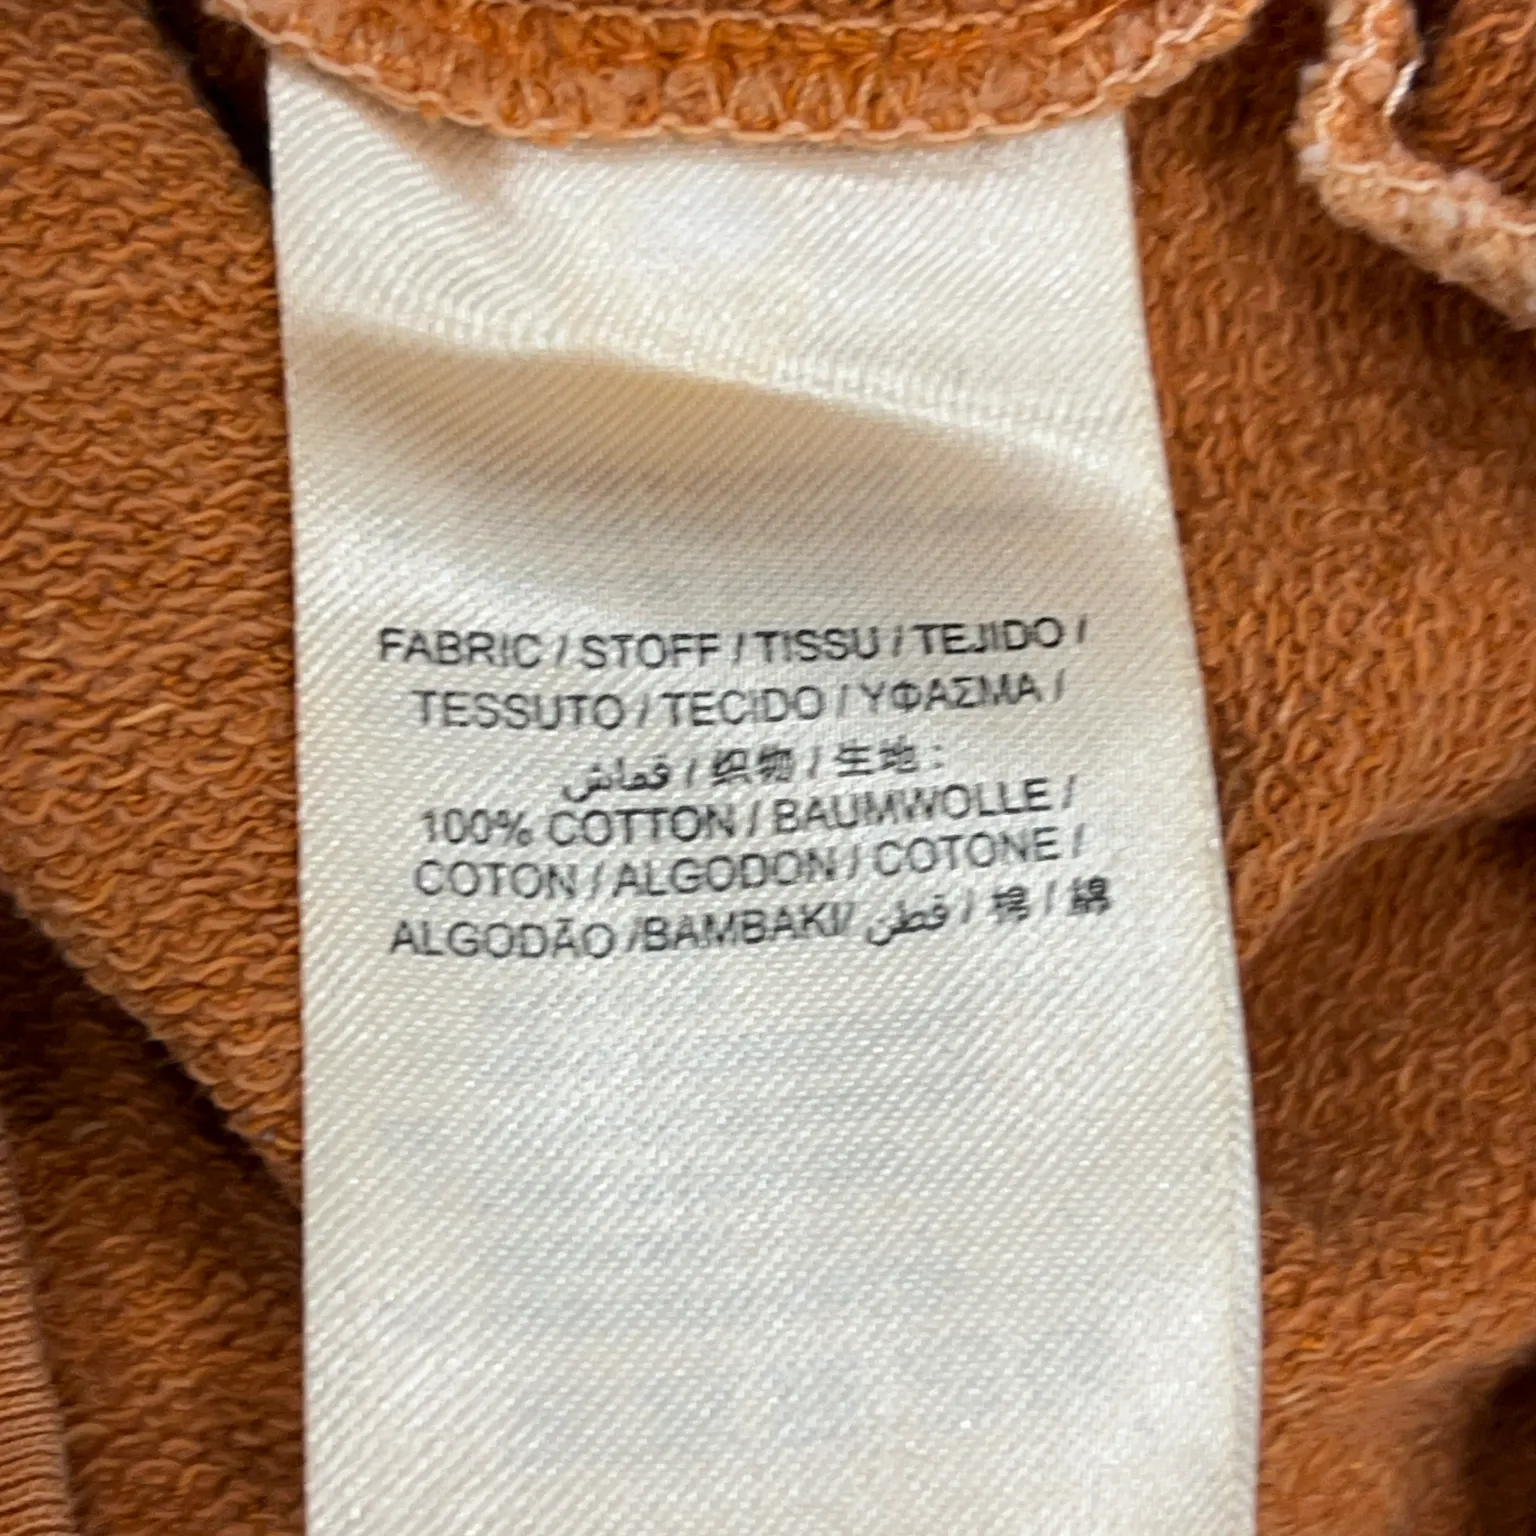 FABRIC / STOFF / TISSU / TEJIDO /
TESSUTO / TECIDO / ΥΦΑΣΜΑ /
قماش / 织物 / 生地 :
100% COTTON / BAUMWOLLE /
COTON / ALGODON / COTONE /
ALGODÃO /BAMBAKI/ قطن / 棉 / 綿